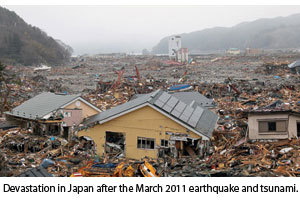 Devastation in Japan after the March 2011 earthquake and tsunami.